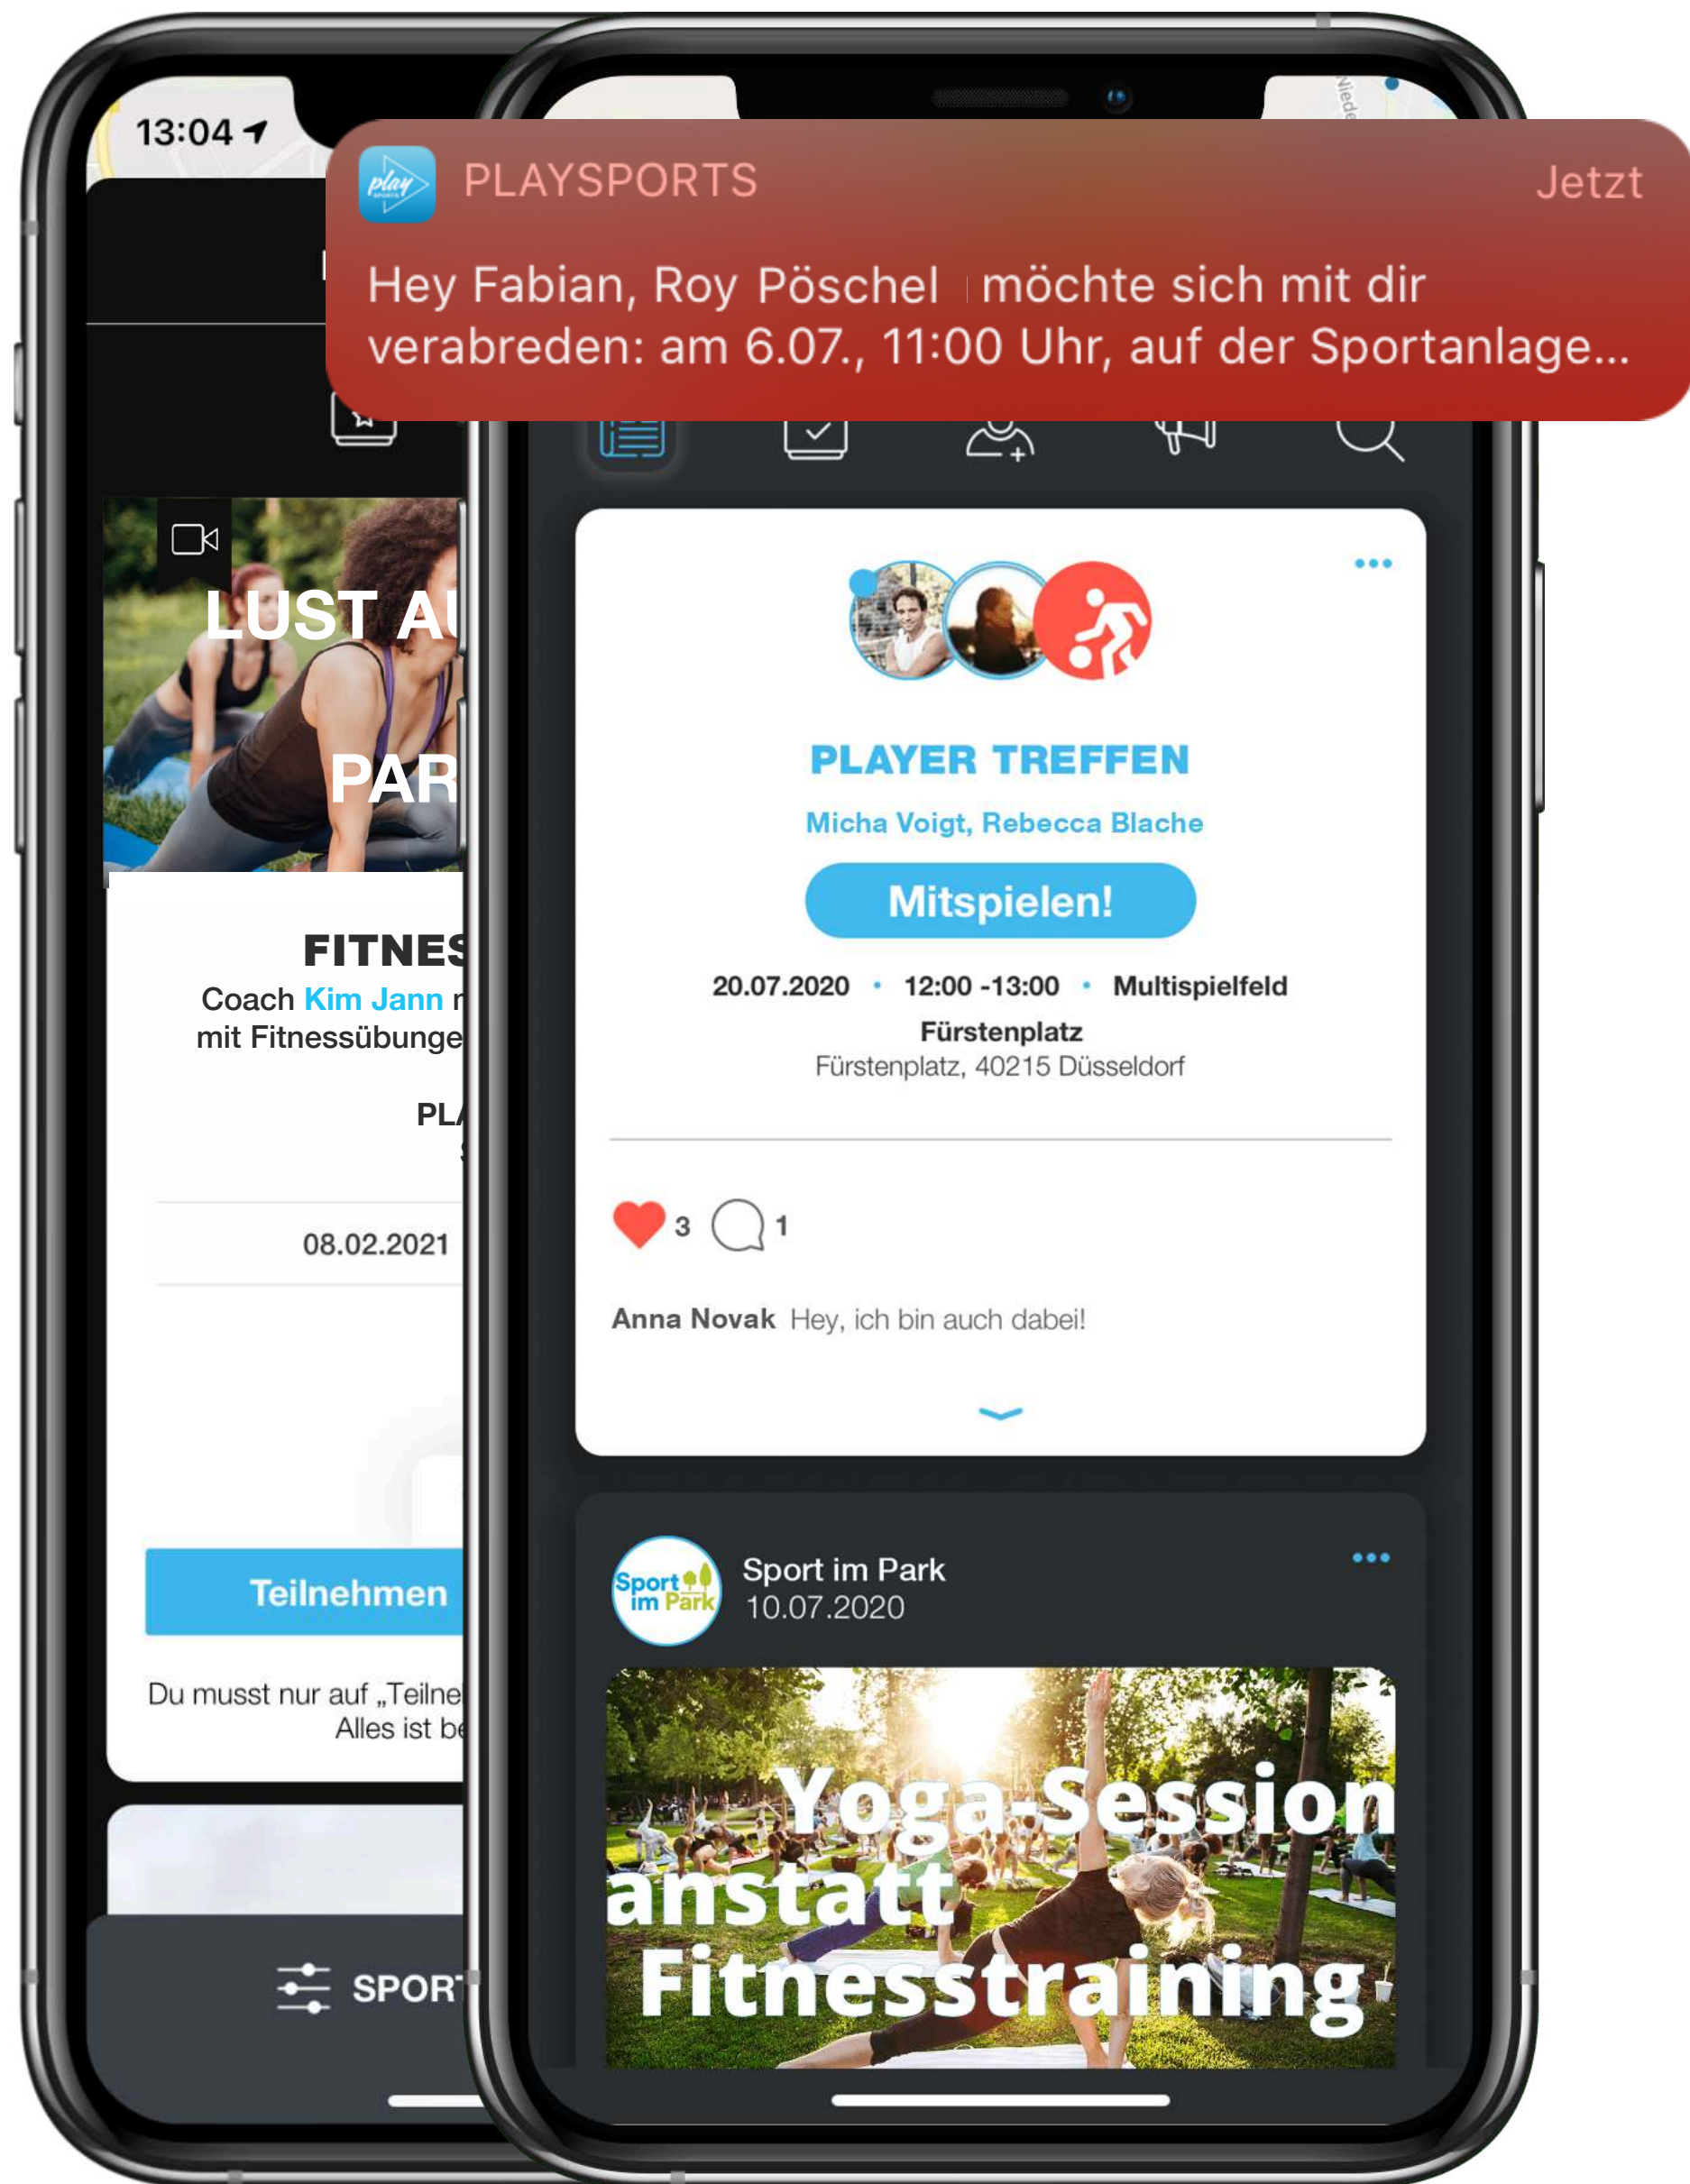 13:04
play
SPORTS
PLAYSPORTS
Jetzt
Hey Fabian, Roy Pöschel möchte sich mit dir
verabreden: am 6.07., 11:00 Uhr, auf der Sportanlage...
LUST
PAR
FITNES
Coach Kim Jann
mit Fitnessübunge
PLA
08.02.2021
Teilnehmen
Du musst nur auf „Teilne
Alles ist be
SPORT
PLAYER TREFFEN
Micha Voigt, Rebecca Blache
Mitspielen!
20.07.2020 • 12:00 -13:00 • Multispielfeld
Fürstenplatz
Fürstenplatz, 40215 Düsseldorf
3 1
Anna Novak Hey, ich bin auch dabei!
Sport
im Park
Sport im Park
10.07.2020
Yoga-Session
anstatt
Fitnesstraining